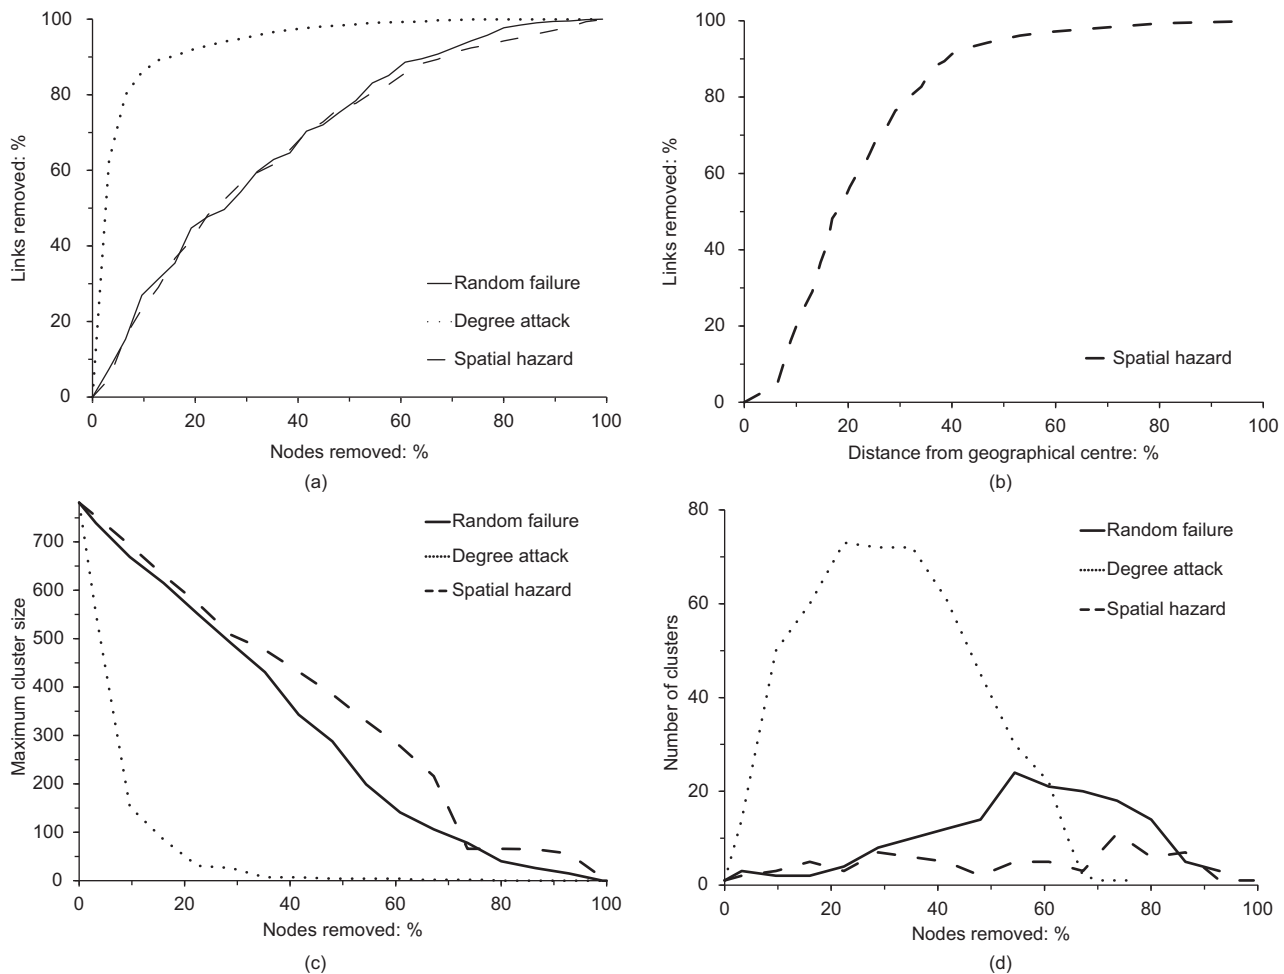 100
80
60
40
20
0
Links removed: %
Random failure
Degree attack
Spatial hazard
0 20 40 60 80 100
Nodes removed: %
(a)
100
80
60
40
20
0
Links removed: %
Spatial hazard
0 20 40 60 80 100
Distance from geographical centre: %
(b)
700
600
500
400
300
200
100
0
Maximum cluster size
Random failure
Degree attack
Spatial hazard
0 20 40 60 80 100
Nodes removed: %
(c)
80
60
40
20
0
Number of clusters
Random failure
Degree attack
Spatial hazard
0 20 40 60 80 100
Nodes removed: %
(d)